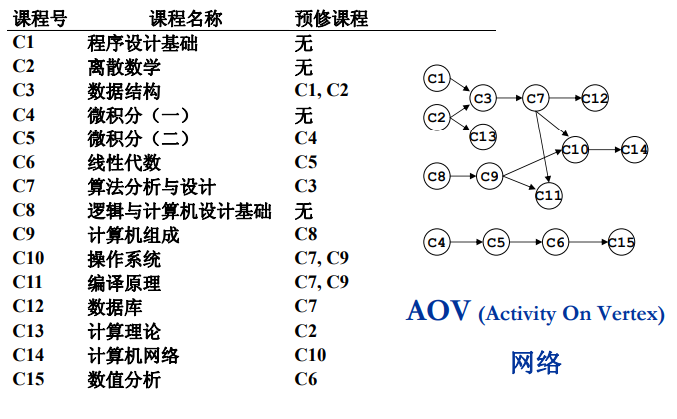 课程号 课程名称 预修课程
C1 程序设计基础 无
C2 离散数学 无
C3 数据结构 C1, C2
C4 微积分（一） 无
C5 微积分（二） C4
C6 线性代数 C5
C7 算法分析与设计 C3
C8 逻辑与计算机设计基础 无
C9 计算机组成 C8
C10 操作系统 C7, C9
C11 编译原理 C7, C9
C12 数据库 C7
C13 计算理论 C2
C14 计算机网络 C10
C15 数值分析 C6
C1
C3 C7 C12
C2
C13
C10 C14
C8 C9
C11
C4 C5 C6 C15
AOV (Activity On Vertex)
网络